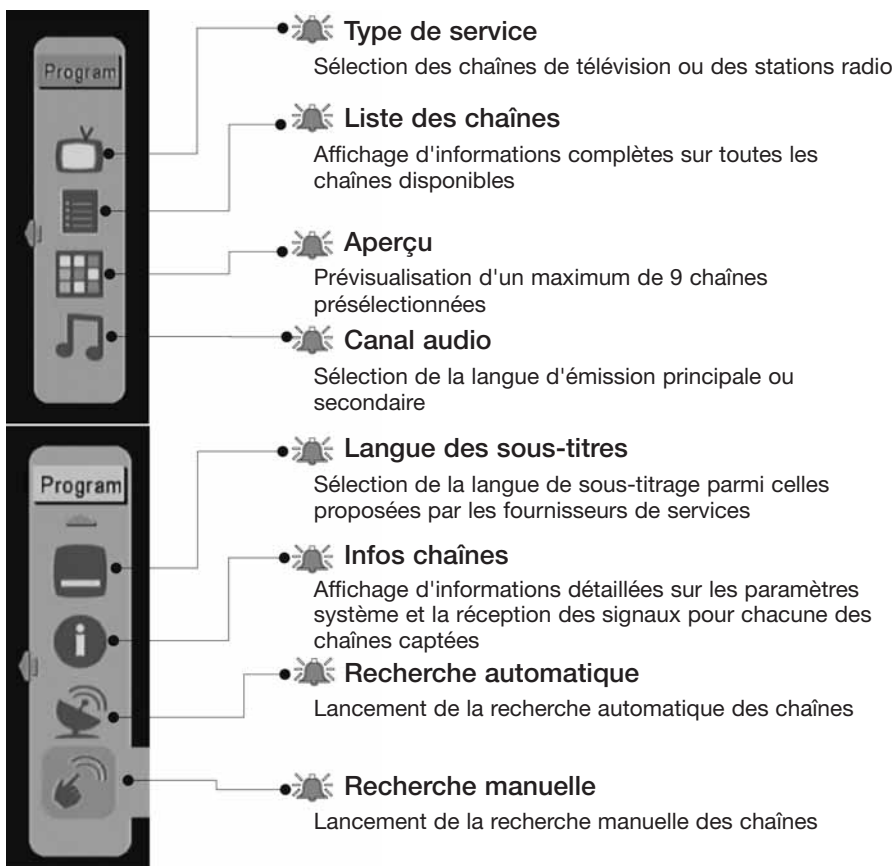 Program
Type de service
Sélection des chaînes de télévision ou des stations radio
Liste des chaînes
Affichage d'informations complètes sur toutes les
chaînes disponibles
Aperçu
Prévisualisation d'un maximum de 9 chaînes
présélectionnées
Canal audio
Sélection de la langue d'émission principale ou
secondaire
Program
Langue des sous-titres
Sélection de la langue de sous-titrage parmi celles
proposées par les fournisseurs de services
Infos chaînes
Affichage d'informations détaillées sur les paramètres
système et la réception des signaux pour chacune des
chaînes captées
Recherche automatique
Lancement de la recherche automatique des chaînes
Recherche manuelle
Lancement de la recherche manuelle des chaînes